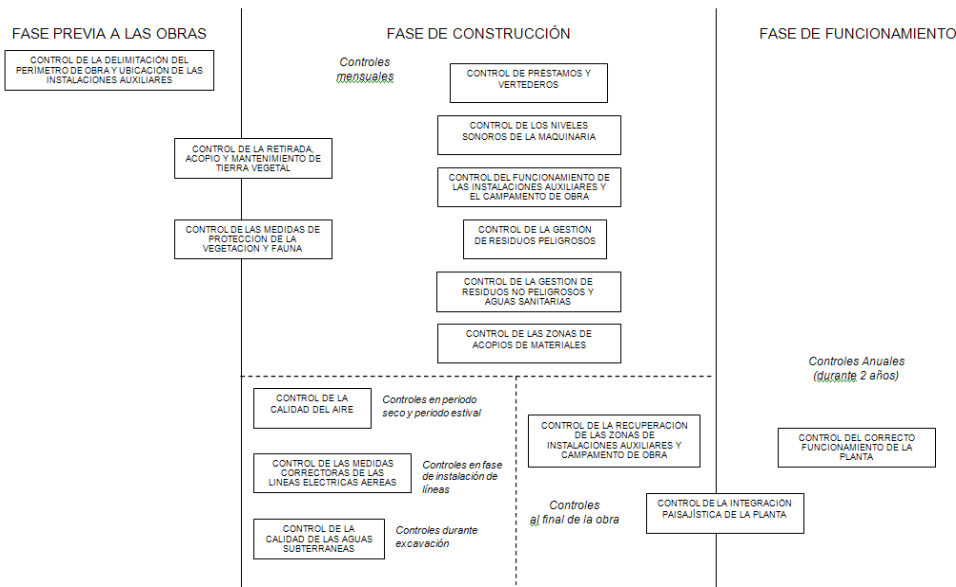 FASE PREVIA A LAS OBRAS
CONTROL DE LA DELIMITACIÓN DEL
PERÍMETRO DE OBRA Y UBICACIÓN DE LAS
INSTALACIONES AUXILIARES
CONTROL DE LA RETIRADA,
ACOPIO Y MANTENIMIENTO DE
TIERRA VEGETAL
CONTROL DE LAS MEDIDAS DE
PROTECCION DE LA
VEGETACION Y FAUNA
FASE DE CONSTRUCCIÓN
Controles
mensuales
CONTROL DE PRÉSTAMOS Y
VERTEDEROS
CONTROL DE LOS NIVELES
SONOROS DE LA MAQUINARIA
CONTROL DEL FUNCIONAMIENTO DE
LAS INSTALACIONES AUXILIARES Y
EL CAMPAMENTO DE OBRA
CONTROL DE LA GESTIÓN
DE RESIDUOS PELIGROSOS
CONTROL DE LA GESTION DE
RESIDUOS NO PELIGROSOS Y
AGUAS SANITARIAS
CONTROL DE LAS ZONAS DE
ACOPIOS DE MATERIALES
CONTROL DE LA
CALIDAD DEL AIRE
Controles en periodo
seco y periodo estival
CONTROL DE LAS MEDIDAS
CORRECTORAS DE LAS
LINEAS ELECTRICAS AEREAS
Controles en fase
de instalación de
líneas
CONTROL DE LA
CALIDAD DE LAS AGUAS
SUBTERRANEAS
Controles durante
excavación
CONTROL DE LA RECUPERACION
DE LAS ZONAS DE
INSTALACIONES AUXILIARES Y
CAMPAMENTO DE OBRA
Controles
al final de la obra
CONTROL DE LA INTEGRACIÓN
PAISAJÍSTICA DE LA PLANTA
FASE DE FUNCIONAMIENTO
Controles Anuales
(durante 2 años)
CONTROL DEL CORRECTO
FUNCIONAMIENTO DE LA
PLANTA